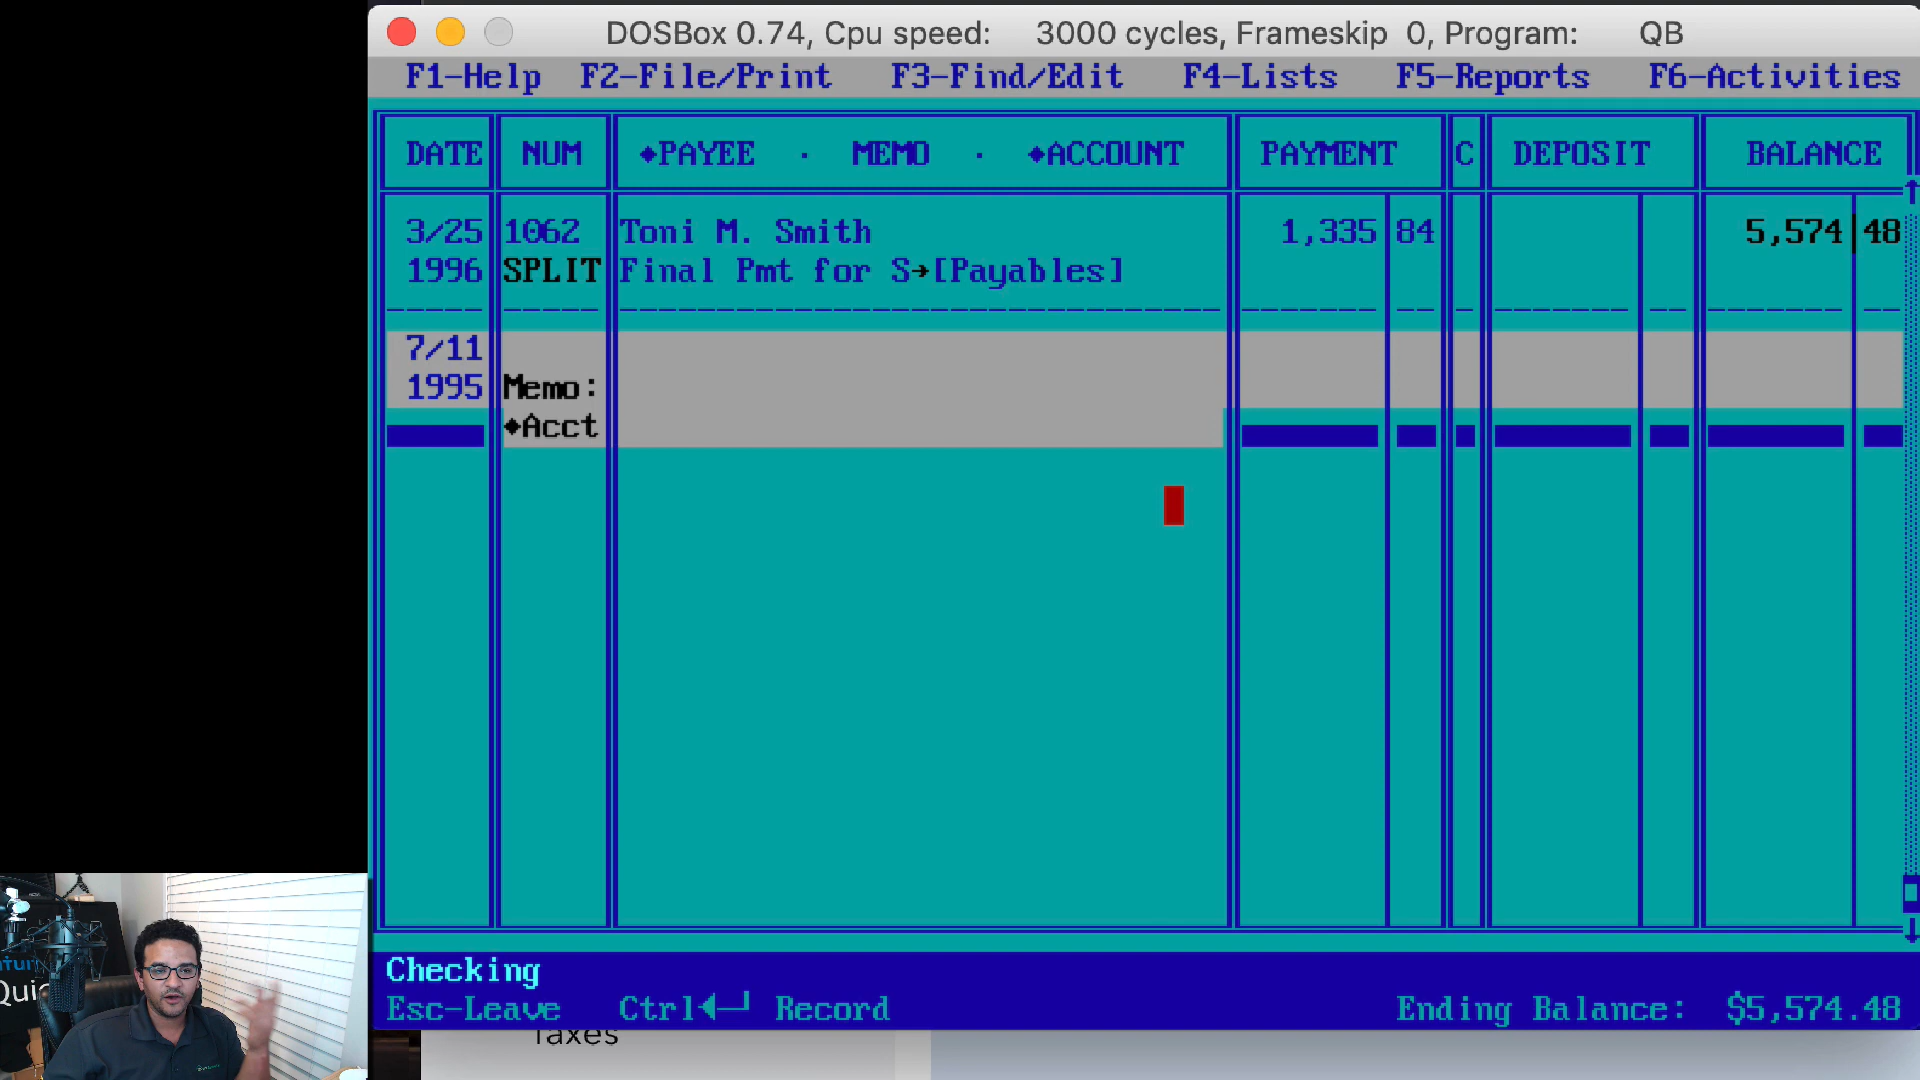 DOSBox 0.74, Cpu speed: 3000 cycles, Frameskip 0, Program: QB
F1-Help F2-File/Print F3-Find/Edit F4-Lists F5-Reports F6-Activities
DATE NUM ◆PAYEE · MEMO · ◆ACCOUNT PAYMENT C DEPOSIT BALANCE
3/25 1062 Toni M. Smith 1,335 84 5,574 48
1996 SPLIT Final Pmt for S→[Payables]
7/11
1995 Memo:
◆Acct
Checking
Esc-Leave Ctrl◄─┘ Record Ending Balance: $5,574.48
Taxes